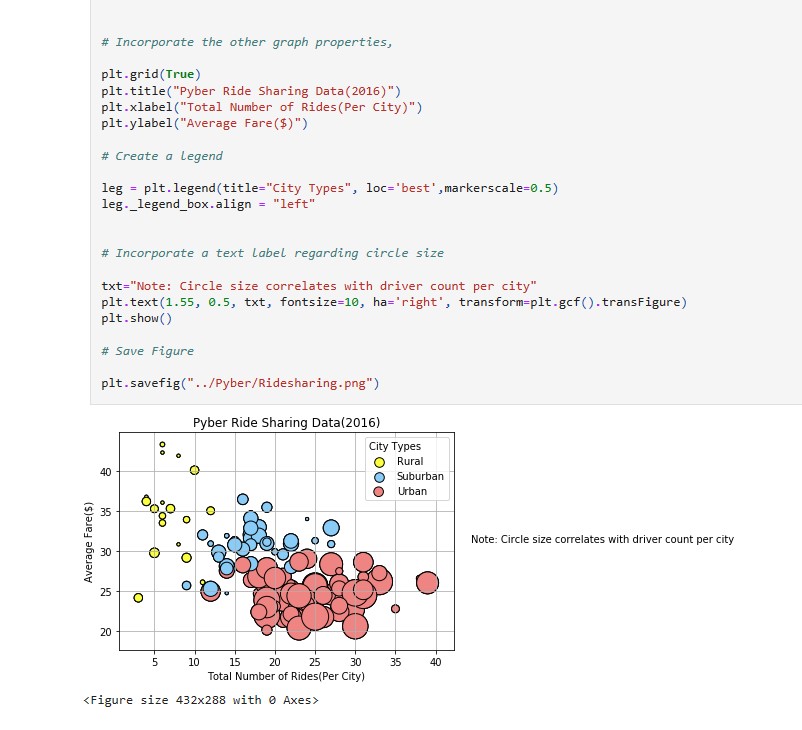 # Incorporate the other graph properties,
plt.grid(True)
plt.title("Pyber Ride Sharing Data(2016)")
plt.xlabel("Total Number of Rides(Per City)")
plt.ylabel("Average Fare($)")
# Create a legend
leg = plt.legend(title="City Types", loc='best',markerscale=0.5)
leg._legend_box.align = "left"
# Incorporate a text label regarding circle size
txt="Note: Circle size correlates with driver count per city"
plt.text(1.55, 0.5, txt, fontsize=10, ha='right', transform=plt.gcf().transFigure)
plt.show()
# Save Figure
plt.savefig("../Pyber/Ridesharing.png")
Pyber Ride Sharing Data(2016)
City Types
Rural
Suburban
Urban
Average Fare($)
40
35
30
25
20
5 10 15 20 25 30 35 40
Total Number of Rides(Per City)
Note: Circle size correlates with driver count per city
<Figure size 432x288 with 0 Axes>